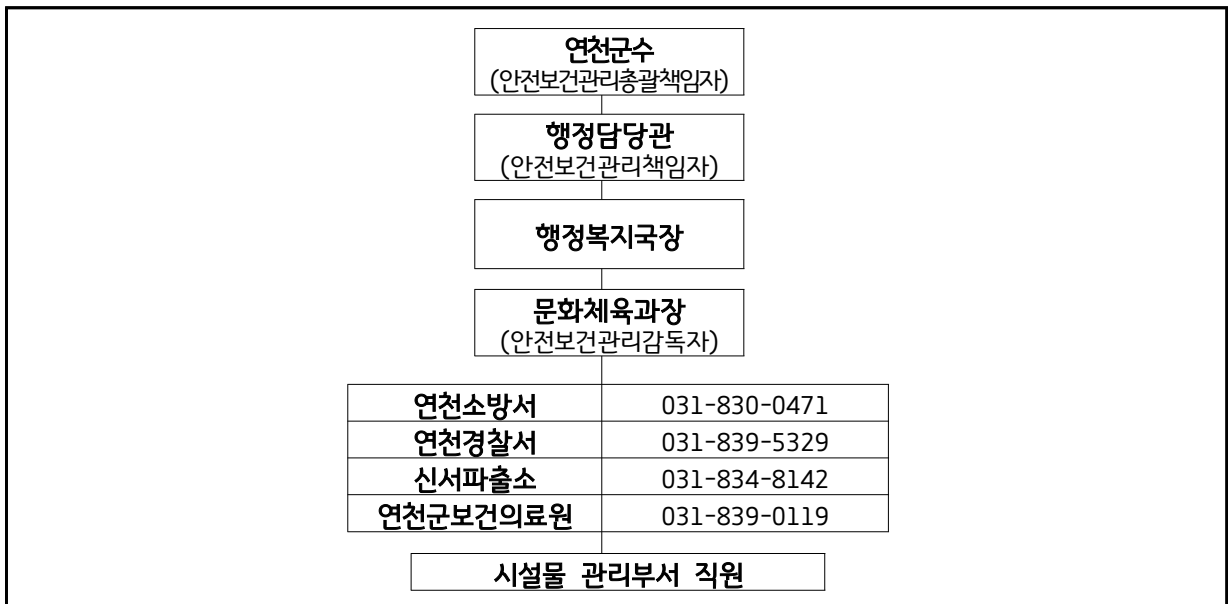 연천군수
(안전보건관리총괄책임자)
행정담당관
(안전보건관리책임자)
행정복지국장
문화체육과장
(안전보건관리감독자)
연천소방서 031-830-0471
연천경찰서 031-839-5329
신서파출소 031-834-8142
연천군보건의료원 031-839-0119
시설물 관리부서 직원